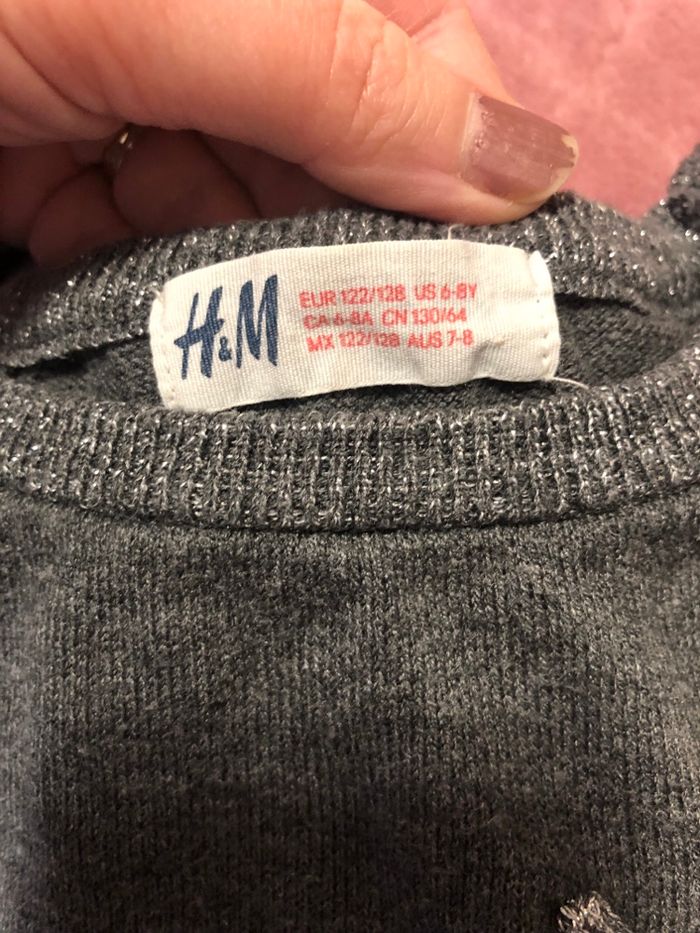 H&M
EUR 122/128 US 6-8Y
CA 6-8A CN 130/64
MX 122/128 AUS 7-8